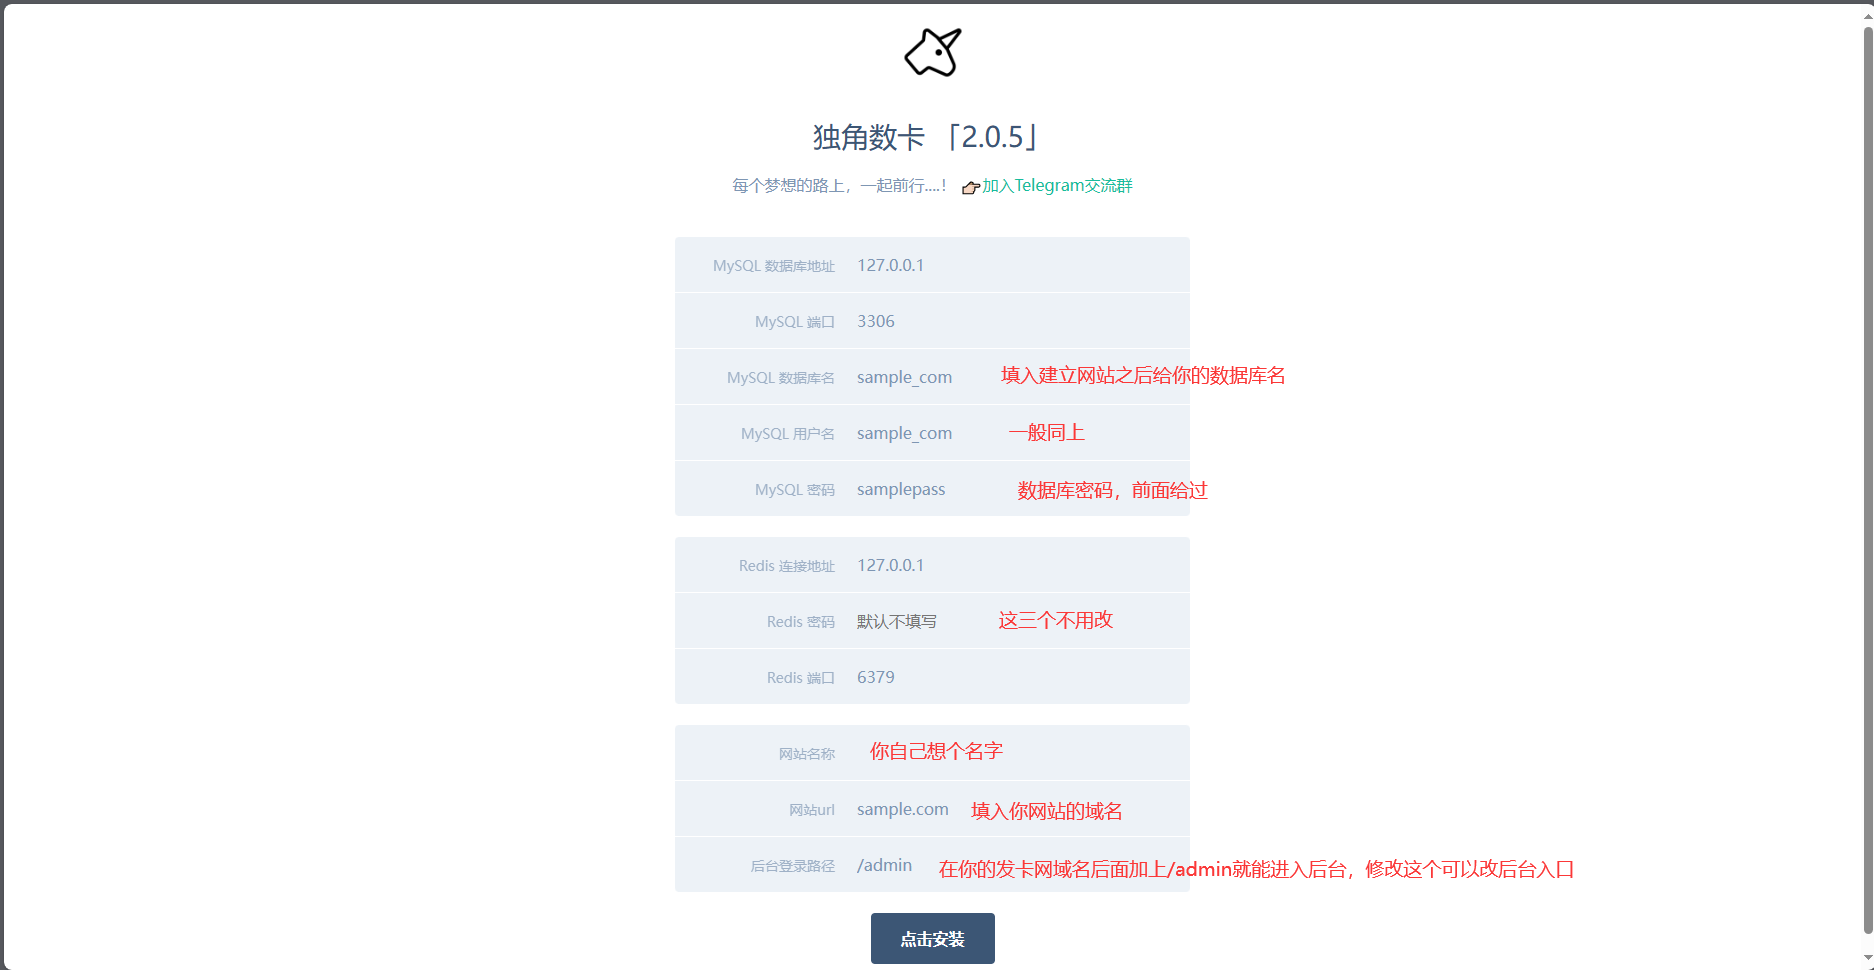 独角数卡 「2.0.5」
每个梦想的路上，一起前行....！ 👉加入Telegram交流群
MySQL 数据库地址 127.0.0.1
MySQL 端口 3306
MySQL 数据库名 sample_com 填入建立网站之后给你的数据库名
MySQL 用户名 sample_com 一般同上
MySQL 密码 samplepass 数据库密码，前面给过
Redis 连接地址 127.0.0.1
Redis 密码 默认不填写 这三个不用改
Redis 端口 6379
网站名称 你自己想个名字
网站url sample.com 填入你网站的域名
后台登录路径 /admin 在你的发卡网域名后面加上/admin就能进入后台，修改这个可以改后台入口
点击安装